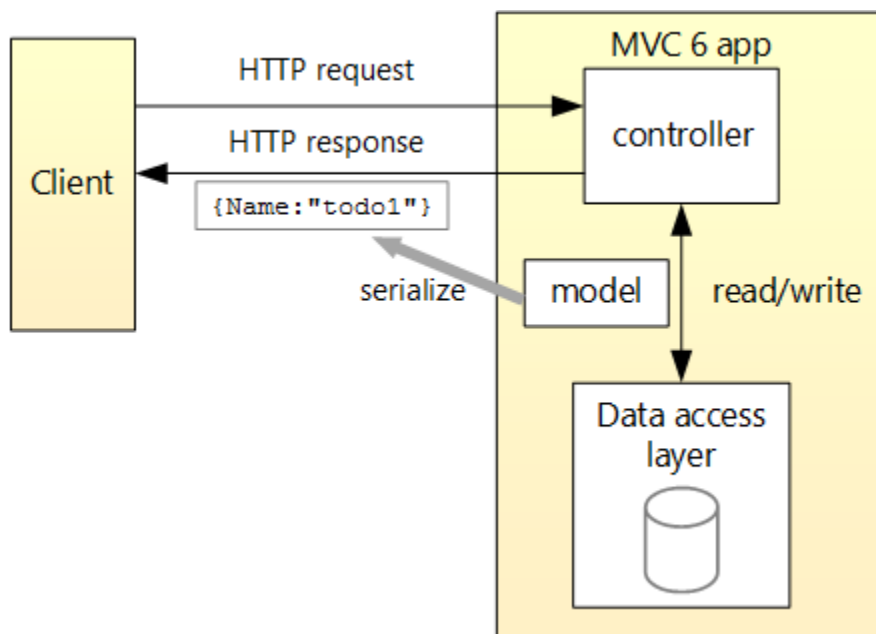 MVC 6 app
HTTP request
controller
HTTP response
Client
{Name:"todo1"}
serialize
model
read/write
Data access
layer